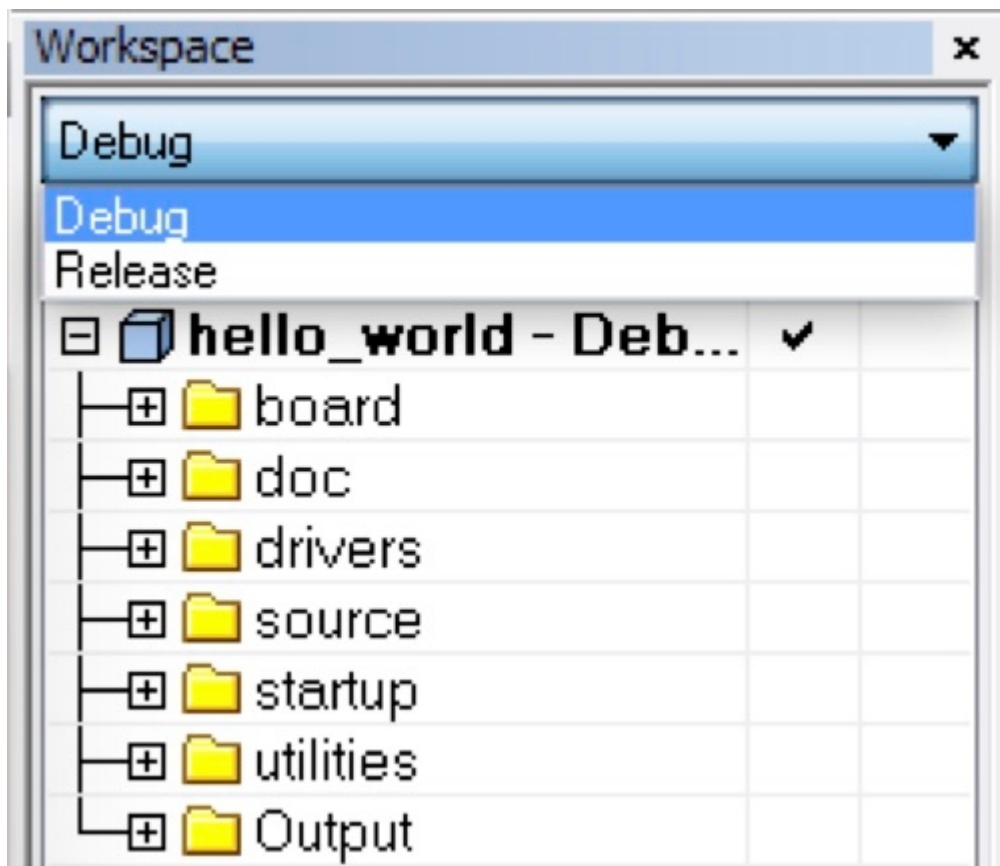 Workspace
Debug
Debug
Release
hello_world - Deb...
board
doc
drivers
source
startup
utilities
Output